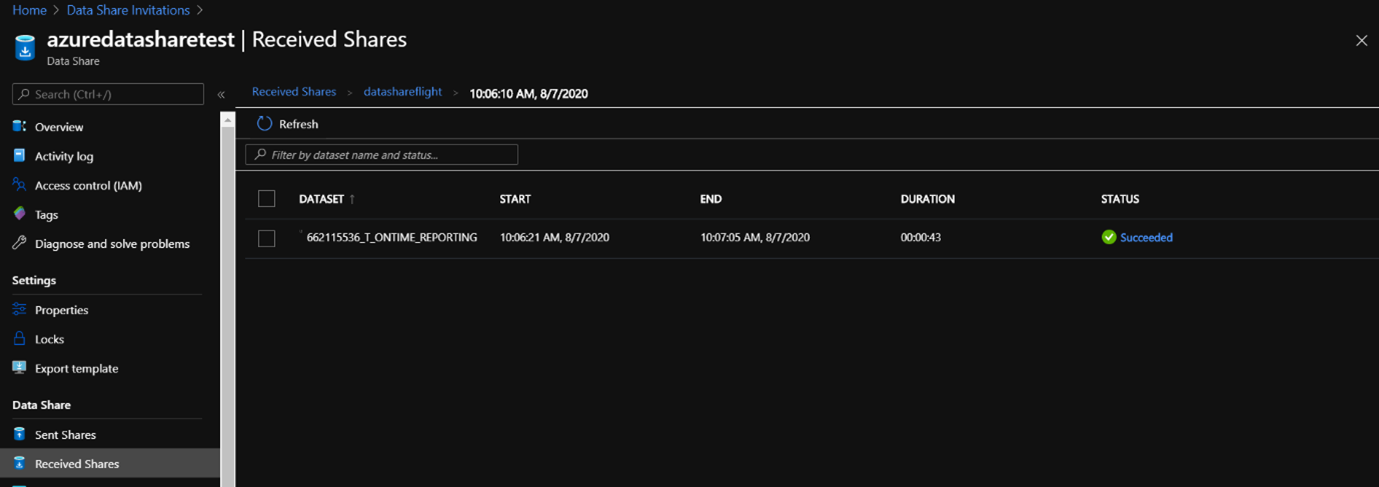 Home > Data Share Invitations >
azuredatasharetest | Received Shares
Data Share
Search (Ctrl+/)
«
Overview
Activity log
Access control (IAM)
Tags
Diagnose and solve problems
Settings
Properties
Locks
Export template
Data Share
Sent Shares
Received Shares
Received Shares > datashareflight > 10:06:10 AM, 8/7/2020
Refresh
Filter by dataset name and status...
DATASET ↑ START END DURATION STATUS
662115536_T_ONTIME_REPORTING 10:06:21 AM, 8/7/2020 10:07:05 AM, 8/7/2020 00:00:43 Succeeded